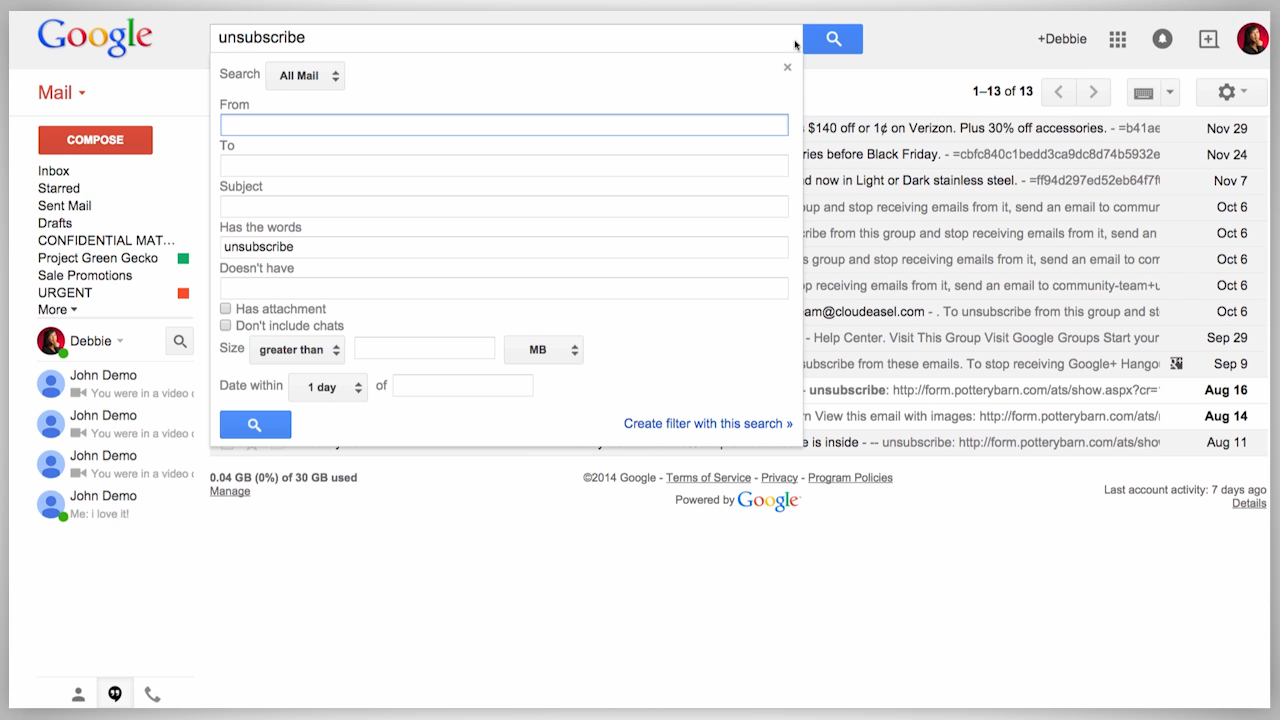 Google
unsubscribe
+Debbie
Mail
Search All Mail
×
1–13 of 13
From
COMPOSE
To
Inbox
Starred
Sent Mail
Drafts
CONFIDENTIAL MAT...
Project Green Gecko
Sale Promotions
URGENT
More
Subject
Has the words
unsubscribe
Doesn't have
Has attachment
Don't include chats
Size greater than MB
Date within 1 day of
Create filter with this search »
$140 off or 1¢ on Verizon. Plus 30% off accessories. - =b41ae Nov 29
ries before Black Friday. - =cbfc840c1bedd3ca9dc8d74b5932e Nov 24
d now in Light or Dark stainless steel. - =ff94d297ed52eb64f7f Nov 7
up and stop receiving emails from it, send an email to commur Oct 6
ribe from this group and stop receiving emails from it, send an Oct 6
s group and stop receiving emails from it, send an email to com Oct 6
p receiving emails from it, send an email to community-team+u Oct 6
am@cloudeasel.com - . To unsubscribe from this group and st Oct 6
- Help Center. Visit This Group Visit Google Groups Start your Sep 29
subscribe from these emails. To stop receiving Google+ Hango Sep 9
- unsubscribe: http://form.potterybarn.com/ats/show.aspx?cr= Aug 16
rn View this email with images: http://form.potterybarn.com/ats/ Aug 14
e is inside - -- unsubscribe: http://form.potterybarn.com/ats/sho Aug 11
Debbie
John Demo
You were in a video c
John Demo
You were in a video c
John Demo
You were in a video c
John Demo
Me: i love it!
0.04 GB (0%) of 30 GB used
Manage
©2014 Google - Terms of Service - Privacy - Program Policies
Powered by Google
Last account activity: 7 days ago
Details